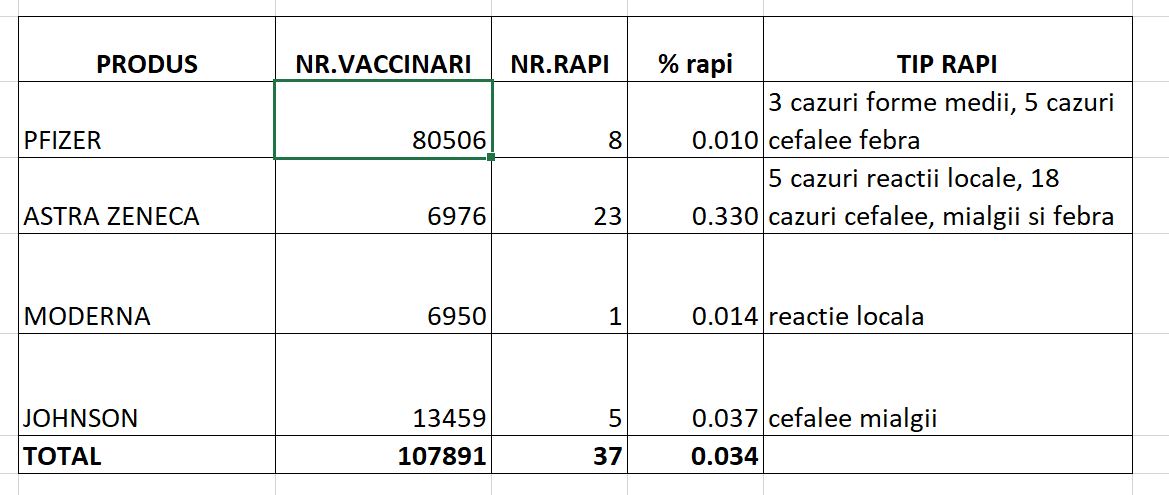 PRODUS NR.VACCINARI NR.RAPI % rapi TIP RAPI
3 cazuri forme medii, 5 cazuri
PFIZER 80506 8 0.010 cefalee febra
5 cazuri reactii locale, 18
ASTRA ZENECA 6976 23 0.330 cazuri cefalee, mialgii si febra
MODERNA 6950 1 0.014 reactie locala
JOHNSON 13459 5 0.037 cefalee mialgii
TOTAL 107891 37 0.034